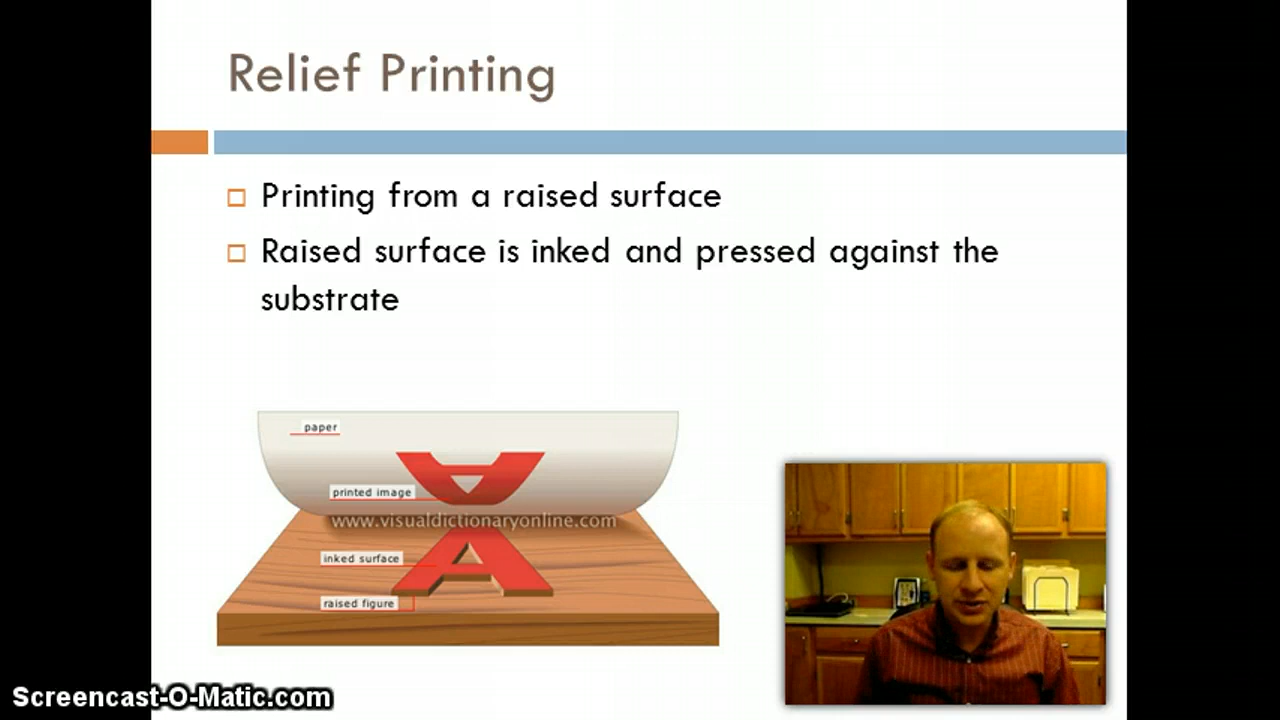 Relief Printing
Printing from a raised surface
Raised surface is inked and pressed against the
substrate
paper
printed image
www.visualdictionaryonline.com
inked surface
raised figure
Screencast-O-Matic.com